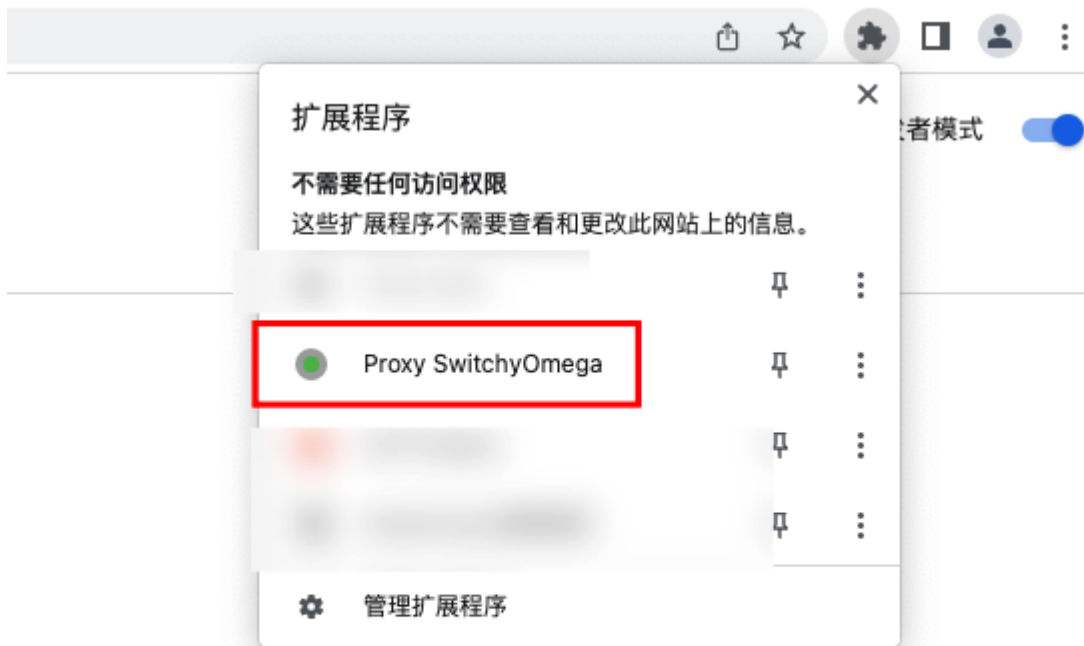 扩展程序
者模式
不需要任何访问权限
这些扩展程序不需要查看和更改此网站上的信息。
Proxy SwitchyOmega
管理扩展程序